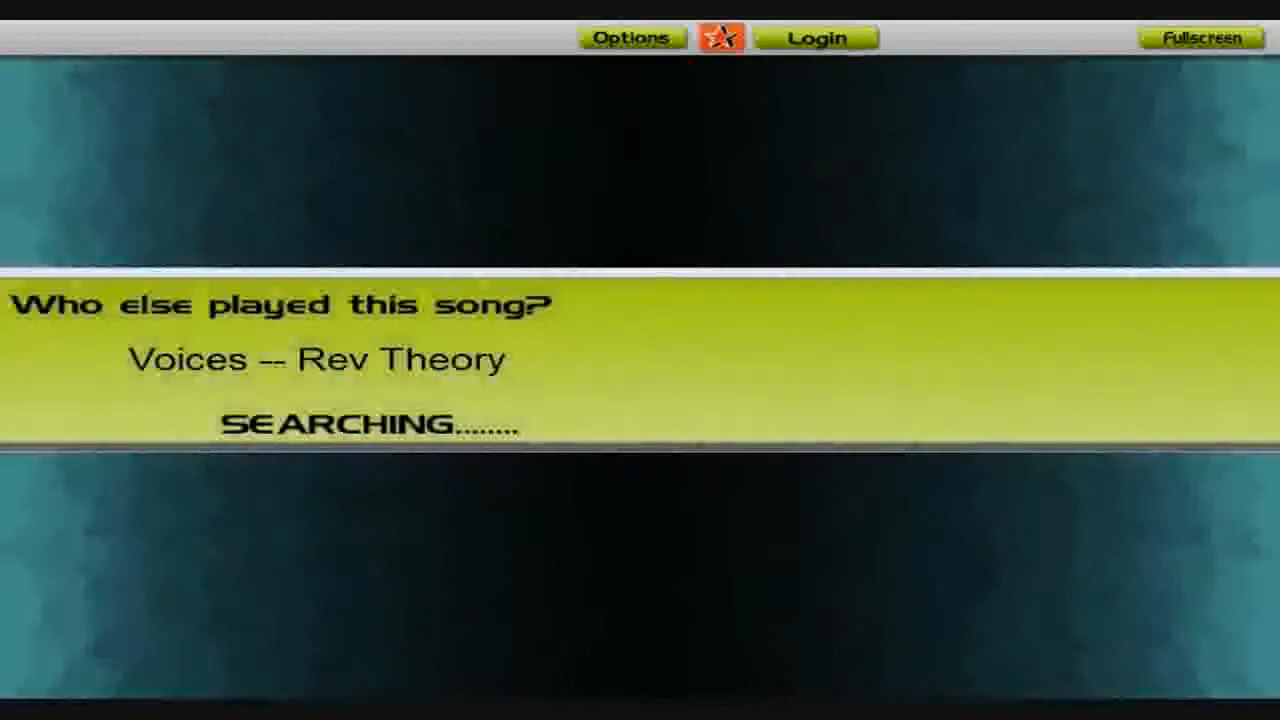 Options Login Fullscreen
Who else played this song?
Voices -- Rev Theory
SEARCHING........